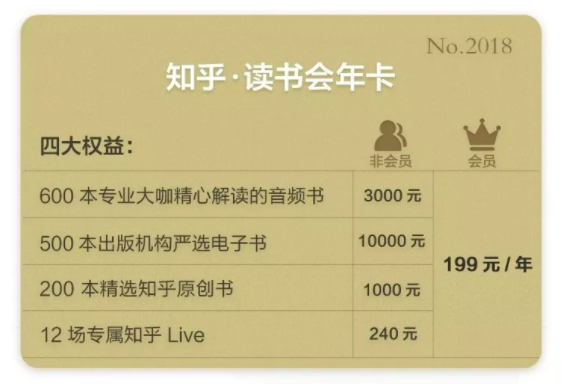 No.2018
知乎·读书会年卡
四大权益：
非会员
会员
600 本专业大咖精心解读的音频书
3000 元
500 本出版机构严选电子书
10000 元
199 元 / 年
200 本精选知乎原创书
1000 元
12 场专属知乎 Live
240 元